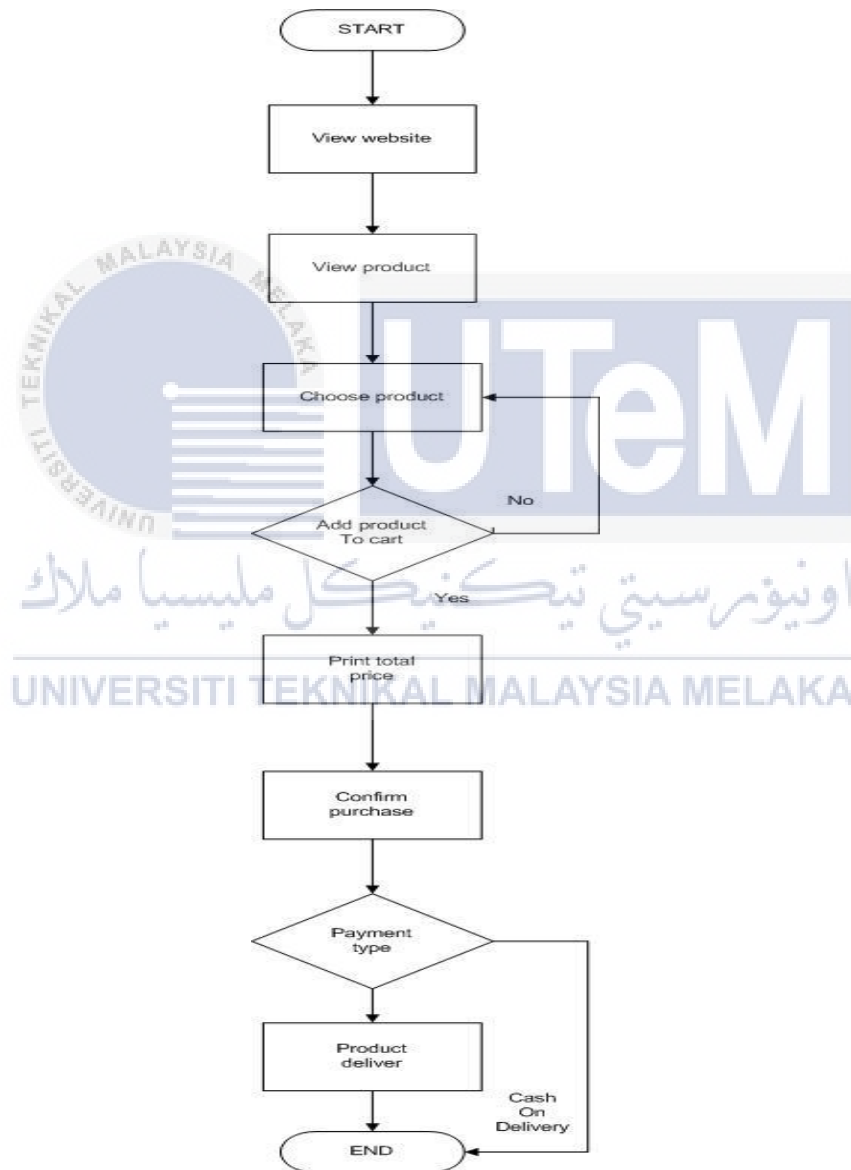 START
View website
View product
UNIVERSITI TEKNIKAL MALAYSIA MELAKA
UTeM
Choose product
No
Add product
To cart
اونيۏرسيتي تيكنيكل مليسيا ملاك
Yes
Print total
price
UNIVERSITI TEKNIKAL MALAYSIA MELAKA
Confirm
purchase
Payment
type
Product
deliver
Cash
On
Delivery
END